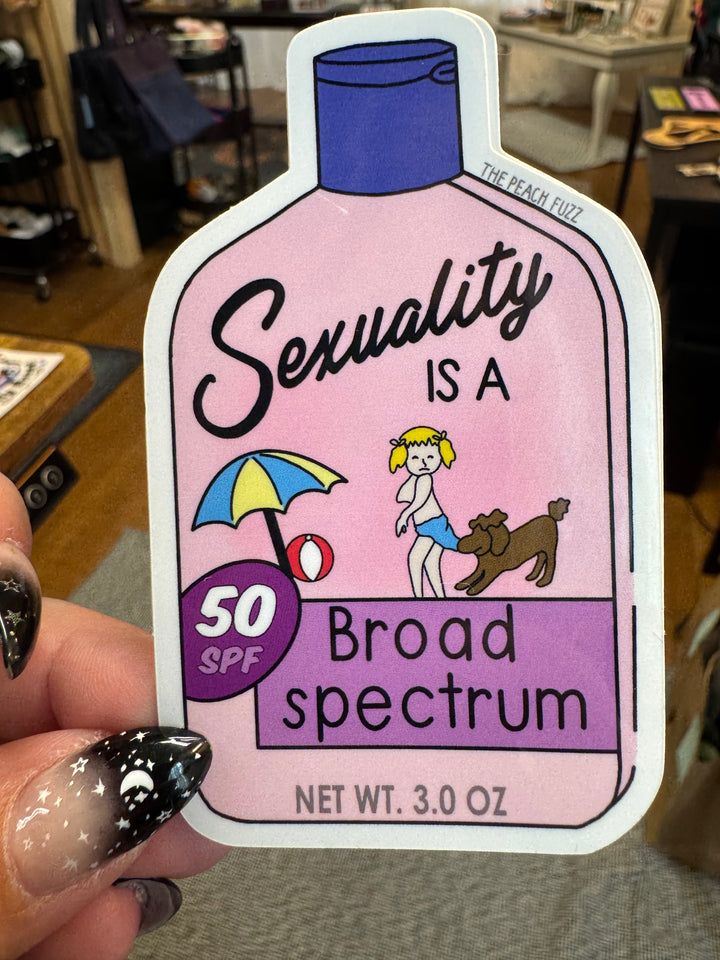 THE PEACH FUZZ
Sexuality
IS A
50
SPF
Broad
spectrum
NET WT. 3.0 OZ